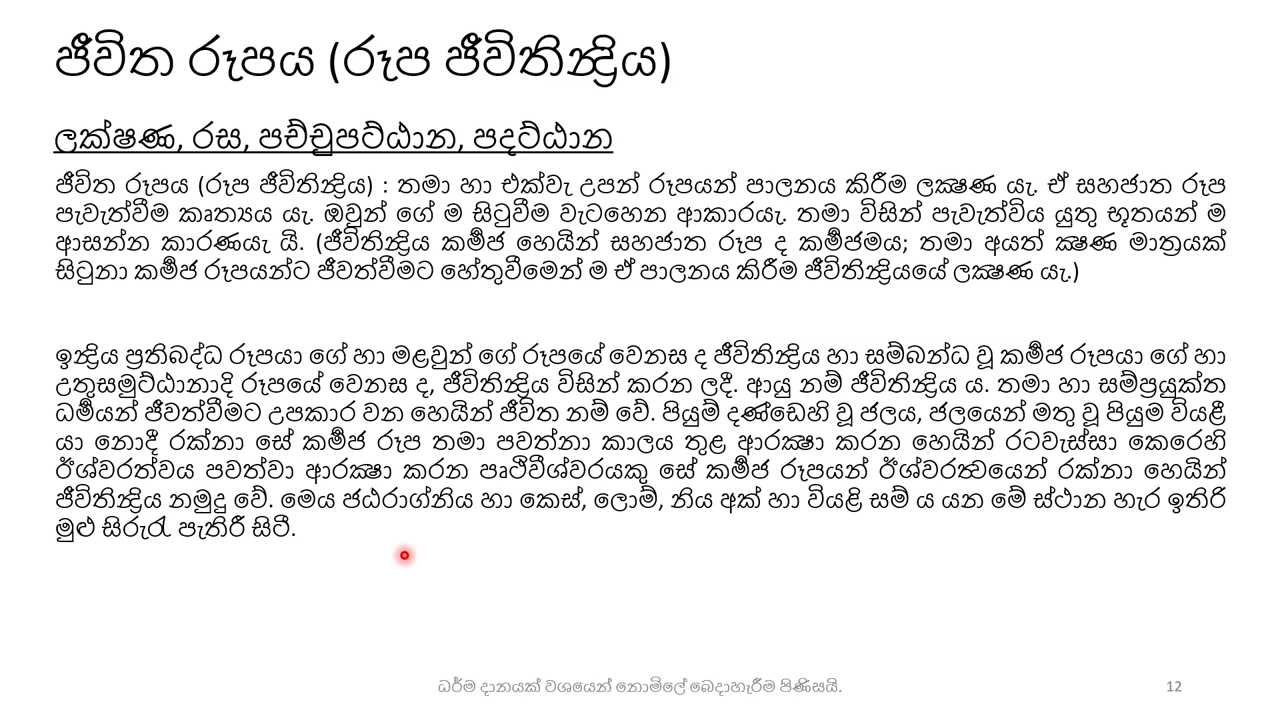 ජීවිත රූපය (රූප ජීවිතින්‍ද්‍රිය)
ලක්ෂණ, රස, පච්චුපට්ඨාන, පදට්ඨාන
ජීවිත රූපය (රූප ජීවිතින්‍ද්‍රිය) : තමා හා එක්වැ උපන් රූපයන් පාලනය කිරීම ලක්‍ෂණ යැ. ඒ සහජාත රූප
පැවැත්වීම කෘත්‍යය යැ. ඔවුන් ගේ ම සිටුවීම වැටහෙන ආකාරයැ. තමා විසින් පැවැත්විය යුතු භූතයන් ම
ආසන්න කාරණයැ යි. (ජීවිතින්‍ද්‍රිය කර්‍මජ හෙයින් සහජාත රූප ද කර්‍මජමය; තමා අයත් ක්‍ෂණ මාත්‍රයක්
සිටුනා කර්‍මජ රූපයන්ට ජීවත්වීමට හේතුවීමෙන් ම ඒ පාලනය කිරීම ජීවිතින්‍ද්‍රියයේ ලක්‍ෂණ යැ.)
ඉන්‍ද්‍රිය ප්‍රතිබද්ධ රූපයා ගේ හා මළවුන් ගේ රූපයේ වෙනස ද ජීවිතින්‍ද්‍රිය හා සම්බන්ධ වූ කර්‍මජ රූපයා ගේ හා
උතුසමුට්ඨානාදි රූපයේ වෙනස ද, ජීවිතින්‍ද්‍රිය විසින් කරන ලදී. ආයු නම් ජීවිතින්‍ද්‍රිය ය. තමා හා සම්ප්‍රයුක්ත
ධර්‍මයන් ජීවත්වීමට උපකාර වන හෙයින් ජීවිත නම් වේ. පියුම් දණ්ඩෙහි වූ ජලය, ජලයෙන් මතු වූ පියුම වියළී
යා නොදී රක්නා සේ කර්‍මජ රූප තමා පවත්නා කාලය තුළ ආරක්‍ෂා කරන හෙයින් රටවැස්සා කෙරෙහි
ඊශ්වරත්වය පවත්වා ආරක්‍ෂා කරන පෘථිවීශ්වරයකු සේ කර්‍මජ රූපයන් ඊශ්වරත්‍වයෙන් රක්නා හෙයින්
ජීවිතින්‍ද්‍රිය නමුදු වේ. මෙය ජඨරාග්නිය හා කෙස්, ලොම්, නිය අක් හා වියළි සම් ය යන මේ ස්ථාන හැර ඉතිරි
මුළු සිරුරැ පැතිරී සිටී.
ධර්ම දානයක් වශයෙන් නොමිලේ බෙදාහැරීම පිණිසයි.
12